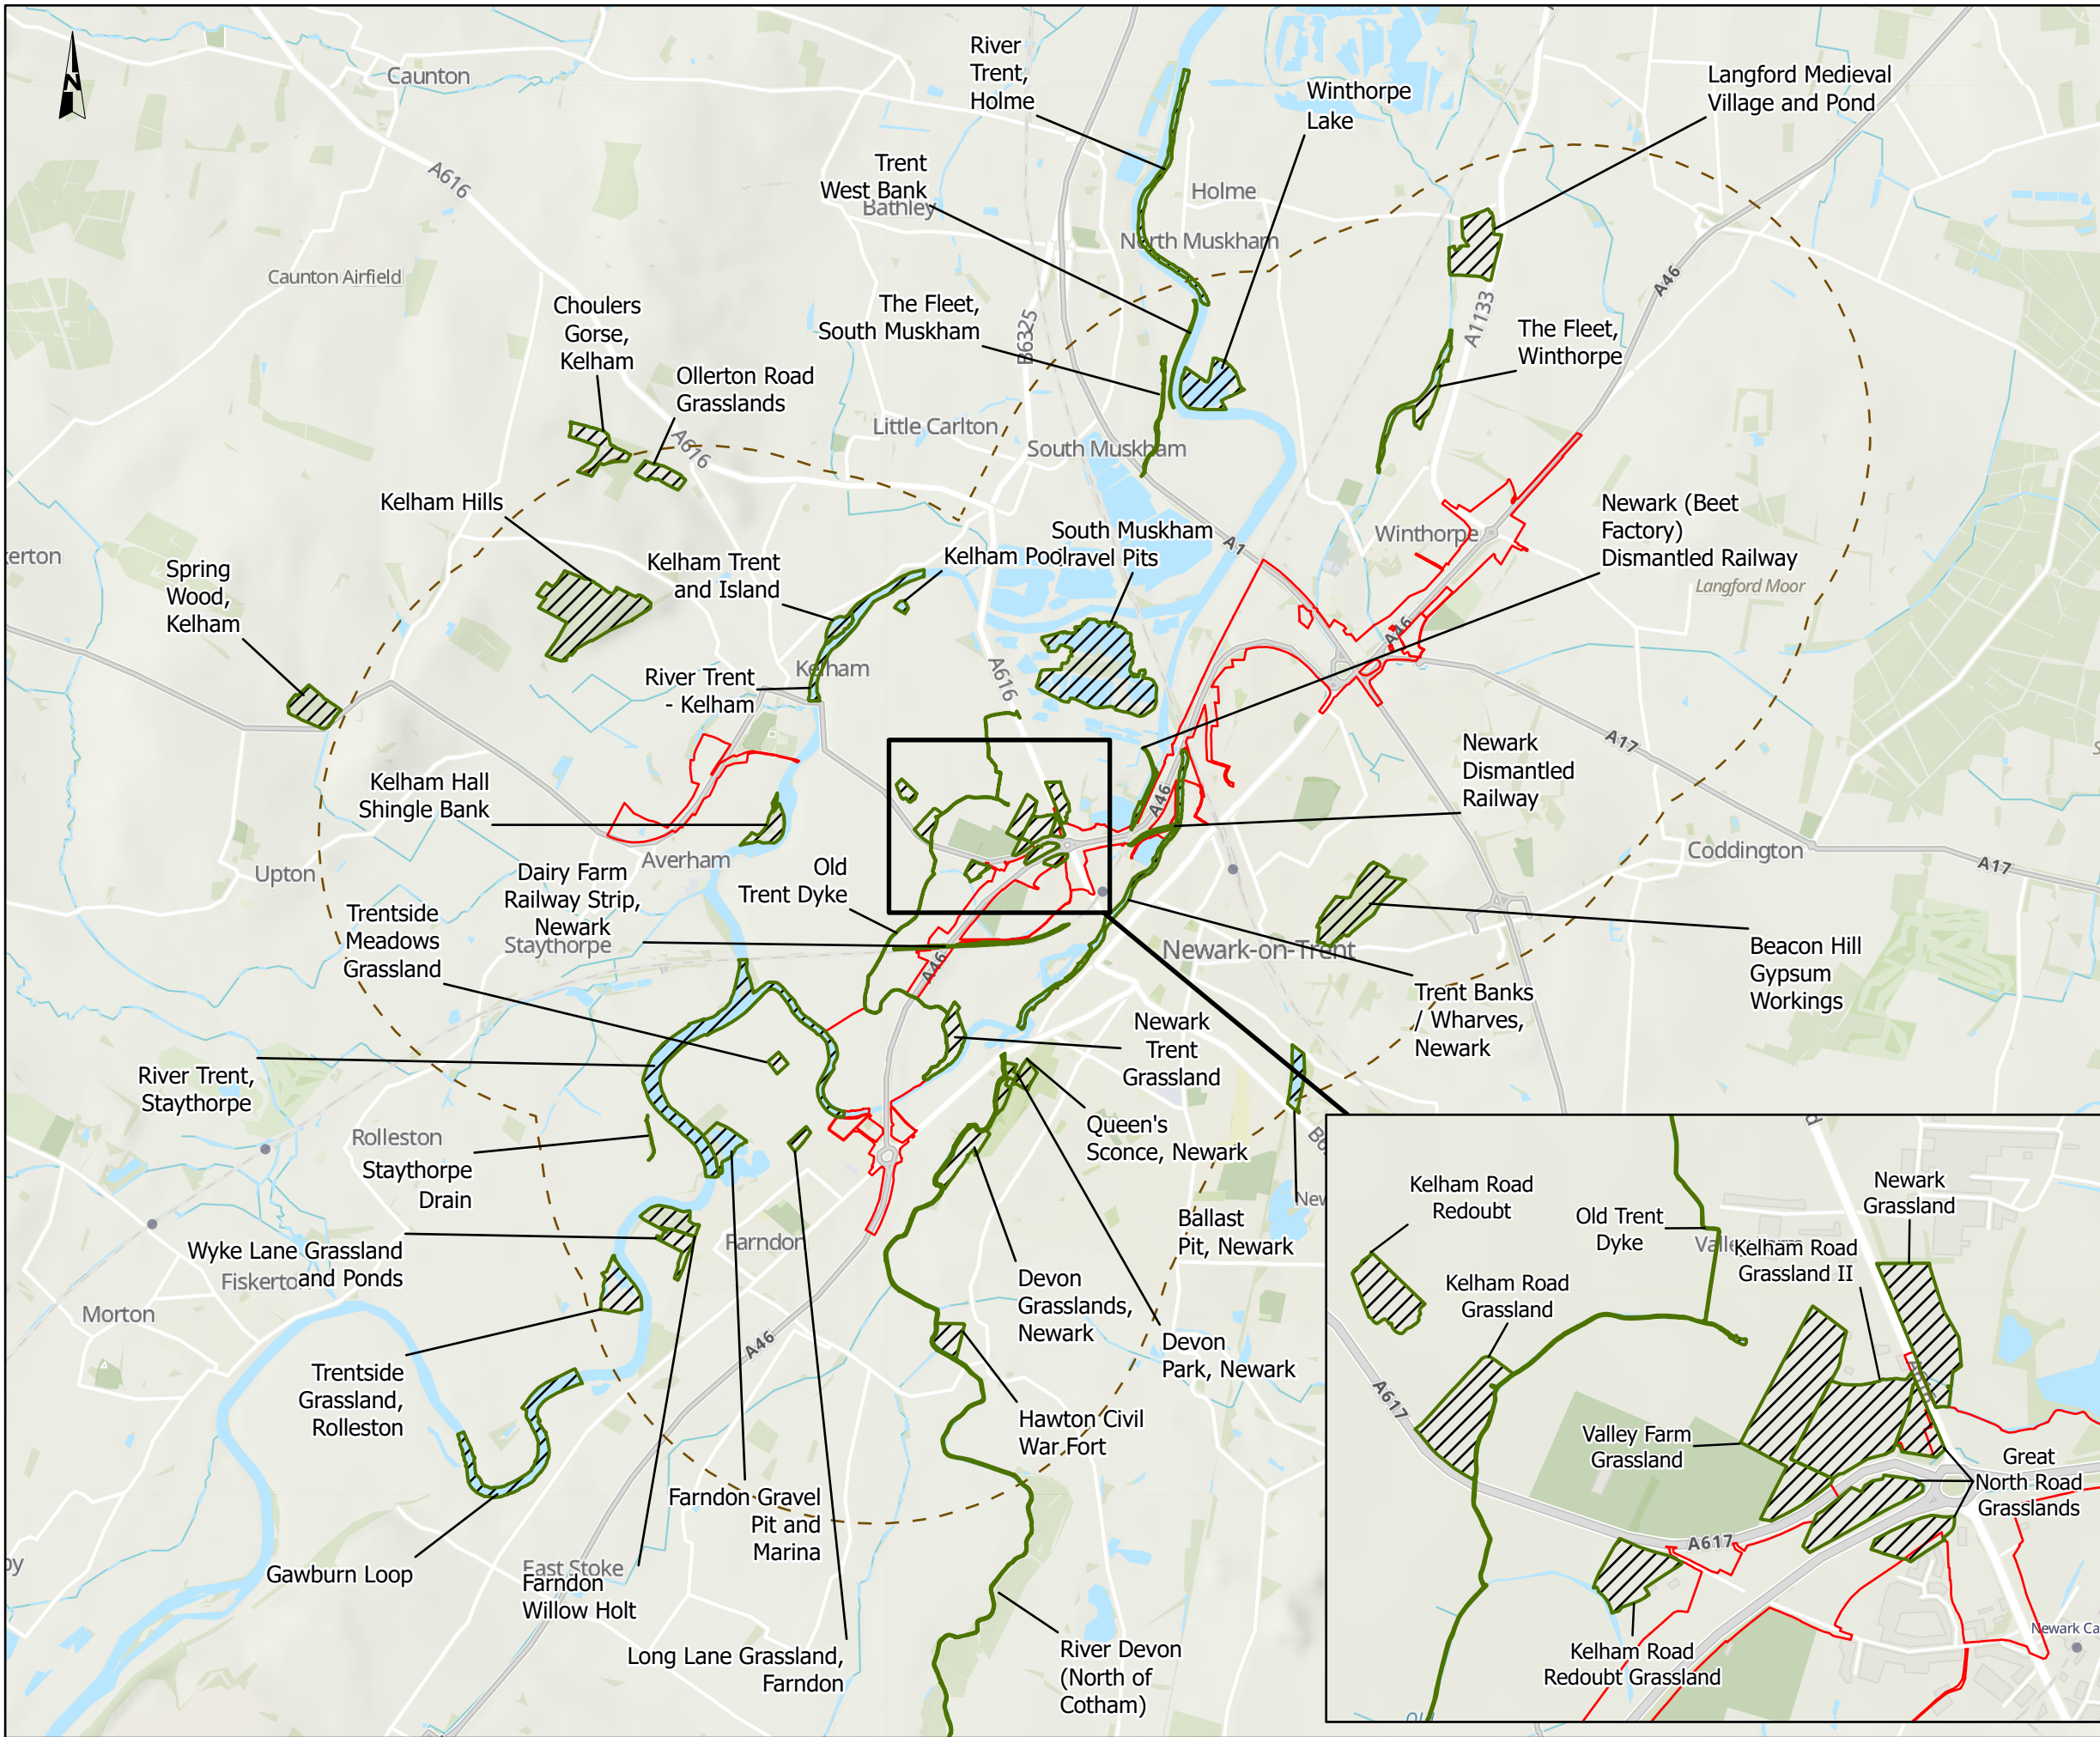 N
Caunton
A616
River
Trent,
Holme
Winthorpe
Lake
Langford Medieval
Village and Pond
Trent
West Bank
Bathley
Holme
North Muskham
Caunton Airfield
A46
Choulers
Gorse,
Kelham
The Fleet,
South Muskham
B6325
A1133
The Fleet,
Winthorpe
Ollerton Road
Grasslands
A616
Little Carlton
South Muskham
Kelham Hills
Newark (Beet
Factory)
Dismantled Railway
South Muskham
Gravel Pits
Kelham Pool
A1
Winthorpe
Langford Moor
Spring
Wood,
Kelham
Kelham Trent
and Island
A46
Kelham
River Trent
- Kelham
A616
A17
Newark
Dismantled
Railway
Kelham Hall
Shingle Bank
A46
Averham
Upton
Coddington
A17
Dairy Farm
Railway Strip,
Newark
Old
Trent Dyke
Trentside
Meadows
Grassland
Staythorpe
A46
Newark-on-Trent
Beacon Hill
Gypsum
Workings
Trent Banks
/ Wharves,
Newark
Newark
Trent
Grassland
River Trent,
Staythorpe
Queen's
Sconce, Newark
Rolleston
Staythorpe
Drain
Ballast
Pit, Newark
Farndon
Wyke Lane Grassland
and Ponds
Fiskerton
Morton
Devon
Grasslands,
Newark
Devon
Park, Newark
A46
Trentside
Grassland,
Rolleston
Hawton Civil
War Fort
Farndon Gravel
Pit and
Marina
Gawburn Loop
East Stoke
Farndon
Willow Holt
Long Lane Grassland,
Farndon
River Devon
(North of
Cotham)
Kelham Road
Redoubt
Old Trent
Dyke
Newark
Grassland
Kelham Road
Grassland II
Kelham Road
Grassland
A617
Valley Farm
Grassland
Great
North Road
Grasslands
A617
Kelham Road
Redoubt Grassland
Newark Ca